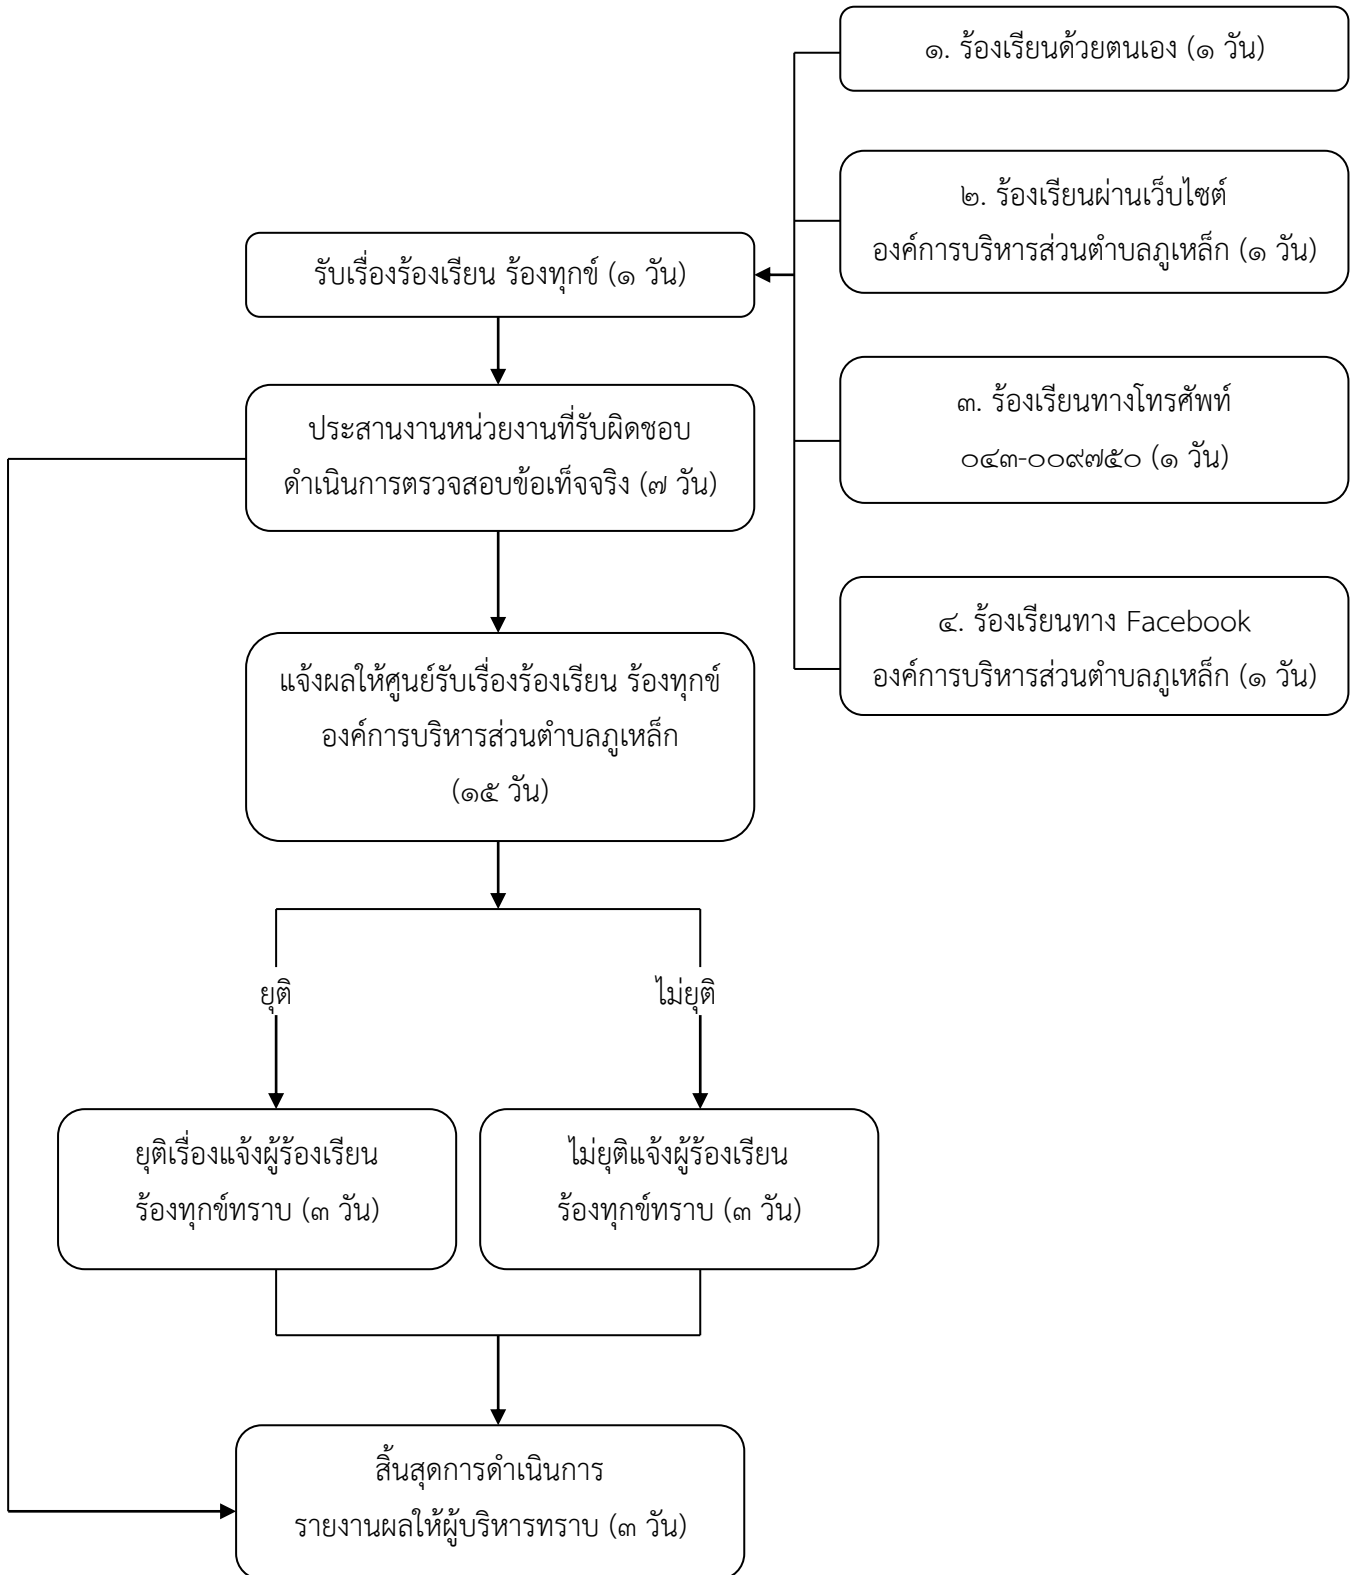 ๑. ร้องเรียนด้วยตนเอง (๑ วัน)
๒. ร้องเรียนผ่านเว็บไซต์
องค์การบริหารส่วนตำบลภูเหล็ก (๑ วัน)
๓. ร้องเรียนทางโทรศัพท์
๐๔๓-๐๐๙๗๕๐ (๑ วัน)
๔. ร้องเรียนทาง Facebook
องค์การบริหารส่วนตำบลภูเหล็ก (๑ วัน)
รับเรื่องร้องเรียน ร้องทุกข์ (๑ วัน)
ประสานงานหน่วยงานที่รับผิดชอบ
ดำเนินการตรวจสอบข้อเท็จจริง (๗ วัน)
แจ้งผลให้ศูนย์รับเรื่องร้องเรียน ร้องทุกข์
องค์การบริหารส่วนตำบลภูเหล็ก
(๑๕ วัน)
ยุติ
ไม่ยุติ
ยุติเรื่องแจ้งผู้ร้องเรียน
ร้องทุกข์ทราบ (๓ วัน)
ไม่ยุติแจ้งผู้ร้องเรียน
ร้องทุกข์ทราบ (๓ วัน)
สิ้นสุดการดำเนินการ
รายงานผลให้ผู้บริหารทราบ (๓ วัน)